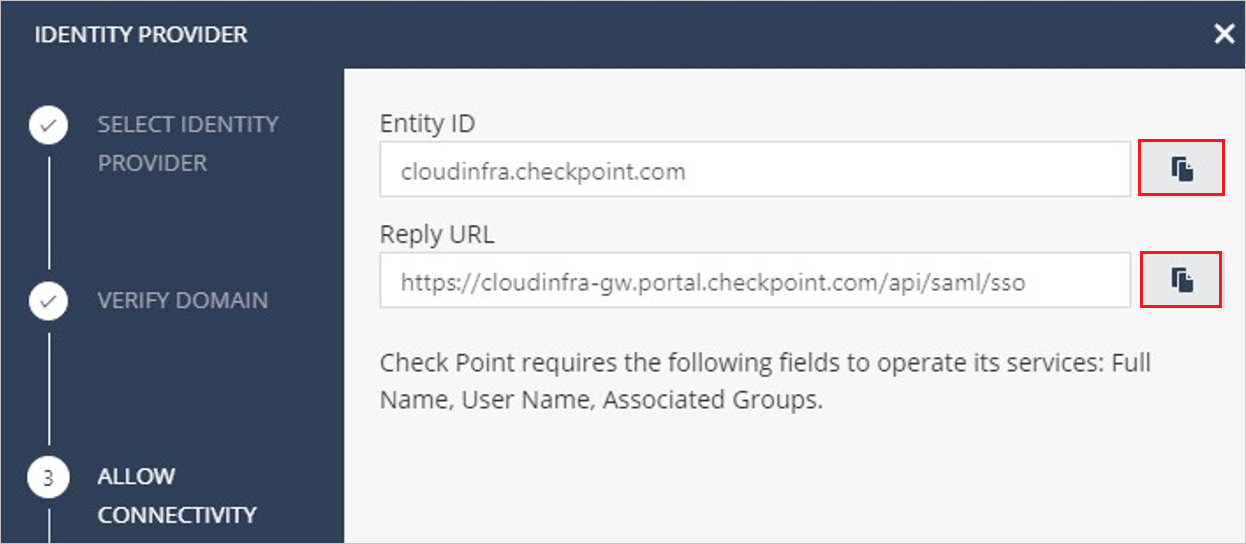 IDENTITY PROVIDER
SELECT IDENTITY
PROVIDER
VERIFY DOMAIN
3
ALLOW
CONNECTIVITY
Entity ID
cloudinfra.checkpoint.com
Reply URL
https://cloudinfra-gw.portal.checkpoint.com/api/saml/sso
Check Point requires the following fields to operate its services: Full
Name, User Name, Associated Groups.